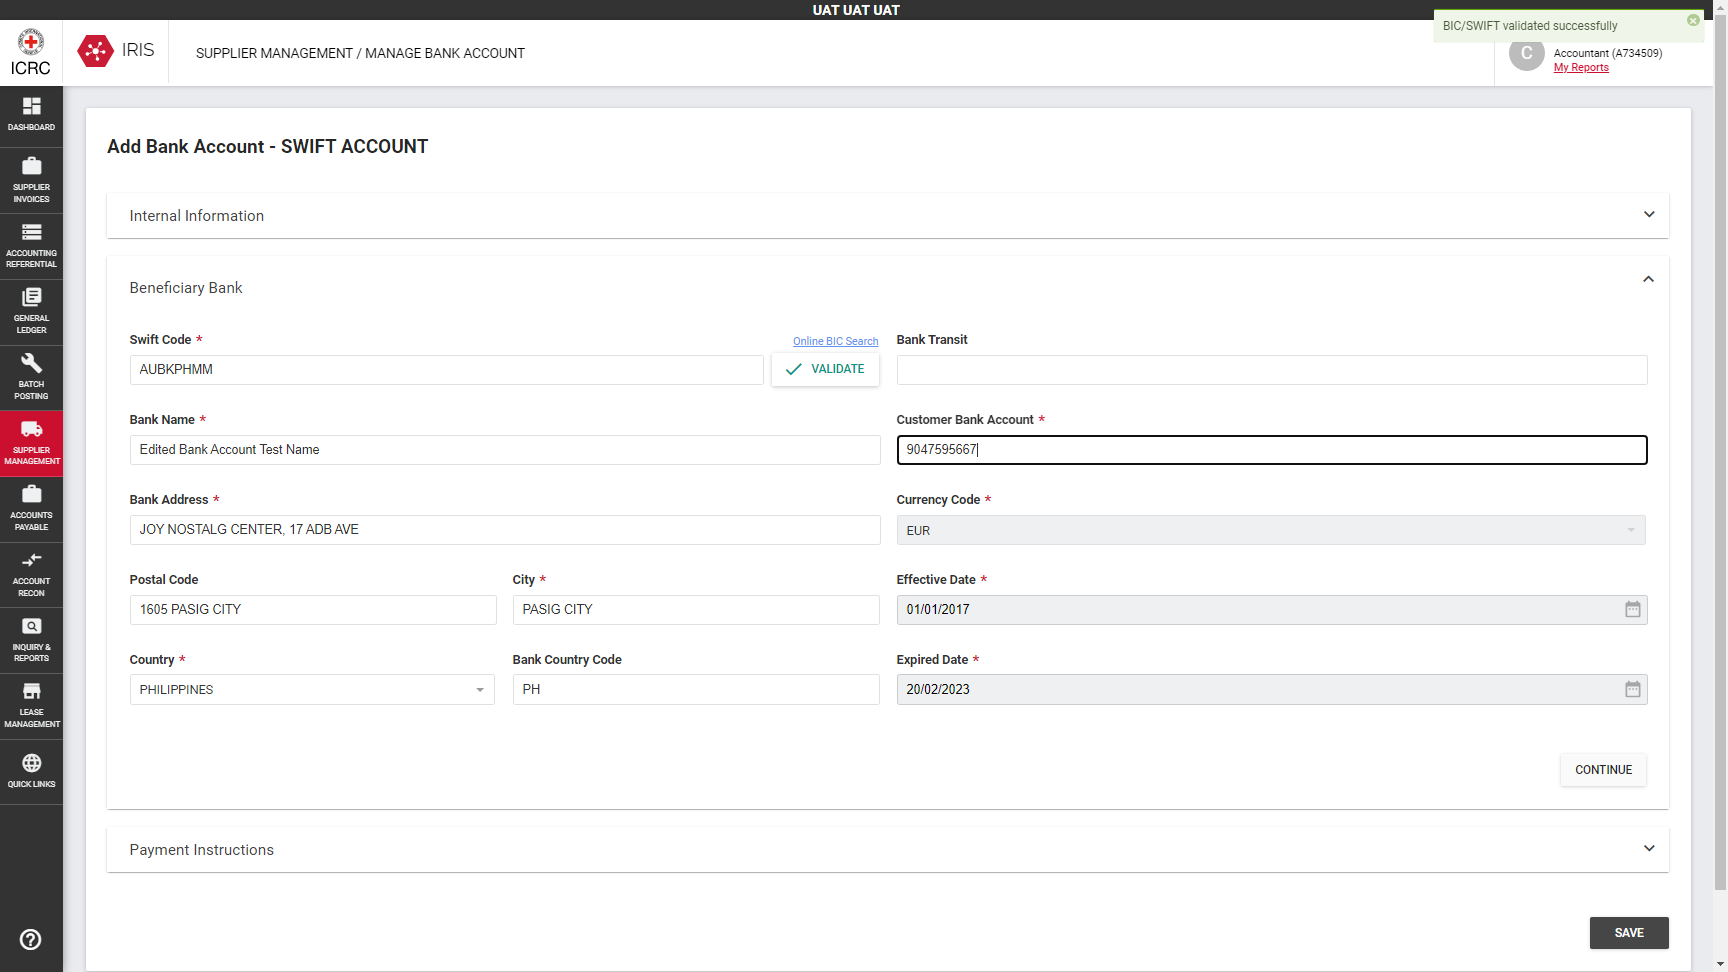 UAT UAT UAT
BIC/SWIFT validated successfully
ICRC
IRIS
SUPPLIER MANAGEMENT / MANAGE BANK ACCOUNT
C
Accountant (A734509)
My Reports
DASHBOARD
SUPPLIER
INVOICES
ACCOUNTING
REFERENTIAL
GENERAL
LEDGER
BATCH
POSTING
SUPPLIER
MANAGEMENT
ACCOUNTS
PAYABLE
ACCOUNT
RECON
INQUIRY &
REPORTS
LEASE
MANAGEMENT
QUICK LINKS
Add Bank Account - SWIFT ACCOUNT
Internal Information
Beneficiary Bank
Swift Code *
Online BIC Search
Bank Transit
AUBKPHMM
VALIDATE
Bank Name *
Customer Bank Account *
Edited Bank Account Test Name
9047595667
Bank Address *
Currency Code *
JOY NOSTALG CENTER, 17 ADB AVE
EUR
Postal Code
City *
Effective Date *
1605 PASIG CITY
PASIG CITY
01/01/2017
Country *
Bank Country Code
Expired Date *
PHILIPPINES
PH
20/02/2023
CONTINUE
Payment Instructions
SAVE